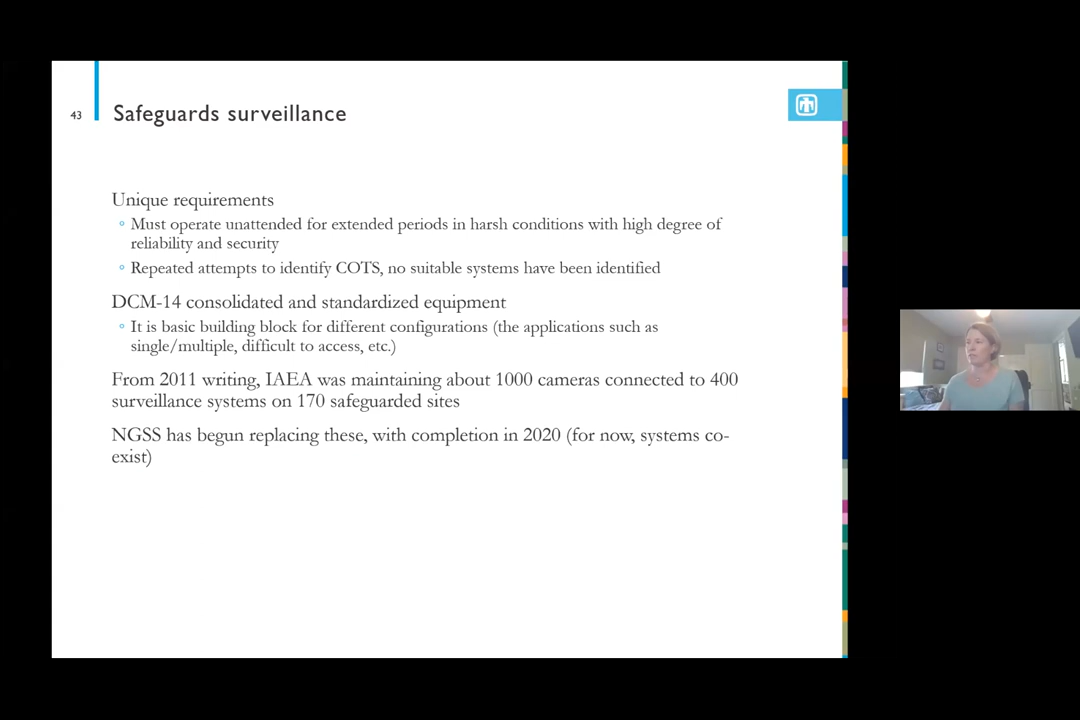 43
Safeguards surveillance
Unique requirements
Must operate unattended for extended periods in harsh conditions with high degree of
reliability and security
Repeated attempts to identify COTS, no suitable systems have been identified
DCM-14 consolidated and standardized equipment
It is basic building block for different configurations (the applications such as
single/multiple, difficult to access, etc.)
From 2011 writing, IAEA was maintaining about 1000 cameras connected to 400
surveillance systems on 170 safeguarded sites
NGSS has begun replacing these, with completion in 2020 (for now, systems co-
exist)